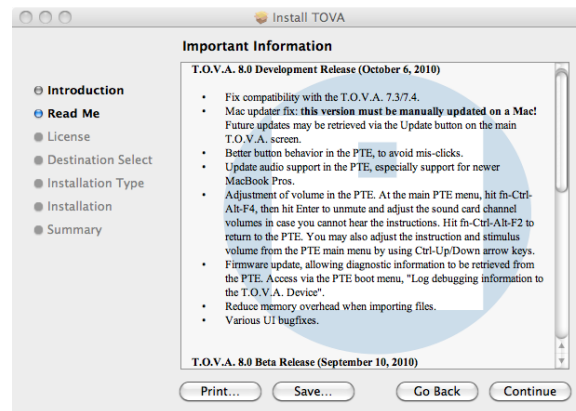 Install TOVA
Important Information
Introduction
Read Me
License
Destination Select
Installation Type
Installation
Summary
T.O.V.A. 8.0 Development Release (October 6, 2010)
• Fix compatibility with the T.O.V.A. 7.3/7.4.
• Mac updater fix: this version must be manually updated on a Mac!
Future updates may be retrieved via the Update button on the main
T.O.V.A. screen.
• Better button behavior in the PTE, to avoid mis-clicks.
• Update audio support in the PTE, especially support for newer
MacBook Pros.
• Adjustment of volume in the PTE. At the main PTE menu, hit fn-Ctrl-
Alt-F4, then hit Enter to unmute and adjust the sound card channel
volumes in case you cannot hear the instructions. Hit fn-Ctrl-Alt-F2 to
return to the PTE. You may also adjust the instruction and stimulus
volume from the PTE main menu by using Ctrl-Up/Down arrow keys.
• Firmware update, allowing diagnostic information to be retrieved from
the PTE. Access via the PTE boot menu, "Log debugging information to
the T.O.V.A. Device".
• Reduce memory overhead when importing files.
• Various UI bugfixes.
T.O.V.A. 8.0 Beta Release (September 10, 2010)
Print... Save... Go Back Continue